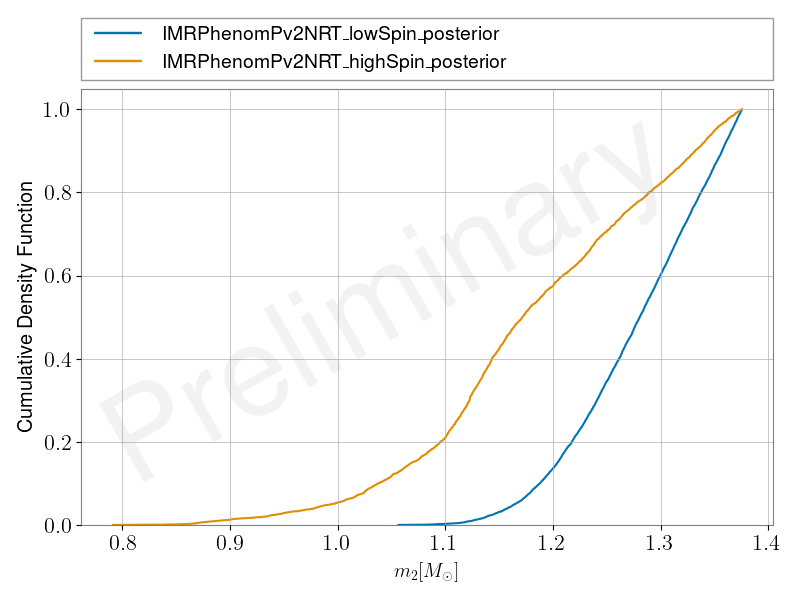 IMRPhenomPv2NRT_lowSpin_posterior
IMRPhenomPv2NRT_highSpin_posterior
Preliminary
Cumulative Density Function
1.0
0.8
0.6
0.4
0.2
0.0
0.8 0.9 1.0 1.1 1.2 1.3 1.4
m₂[M☉]